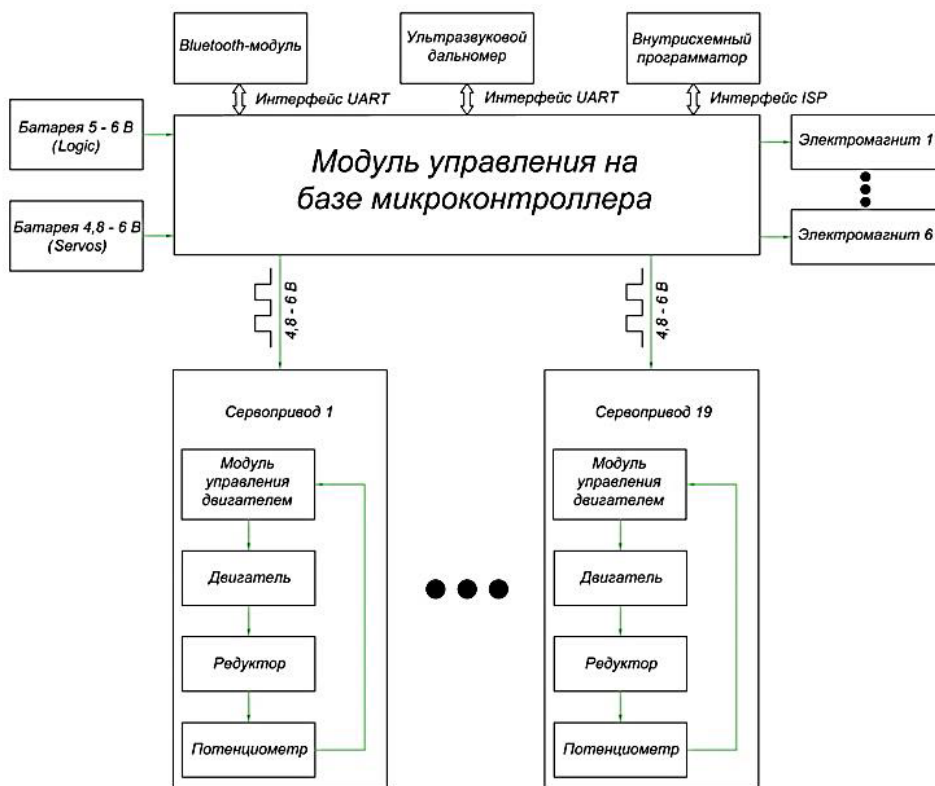 Bluetooth-модуль
Ультразвуковой
дальномер
Внутрисхемный
программатор
Интерфейс UART
Интерфейс UART
Интерфейс ISP
Батарея 5 - 6 В
(Logic)
Модуль управления на
базе микроконтроллера
Электромагнит 1
Батарея 4,8 - 6 В
(Servos)
Электромагнит 6
4,8 - 6 В
4,8 - 6 В
Сервопривод 1
Модуль
управления
двигателем
Двигатель
Редуктор
Потенциометр
Сервопривод 19
Модуль
управления
двигателем
Двигатель
Редуктор
Потенциометр